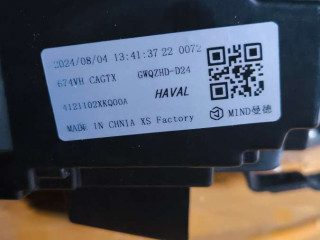 2024/08/04 13:41:37 22 0072
674VH CAGTX GWQZHD-D24
4121102XKQ00A HAVAL
MIND曼德
MADE IN CHNIA XS Factory